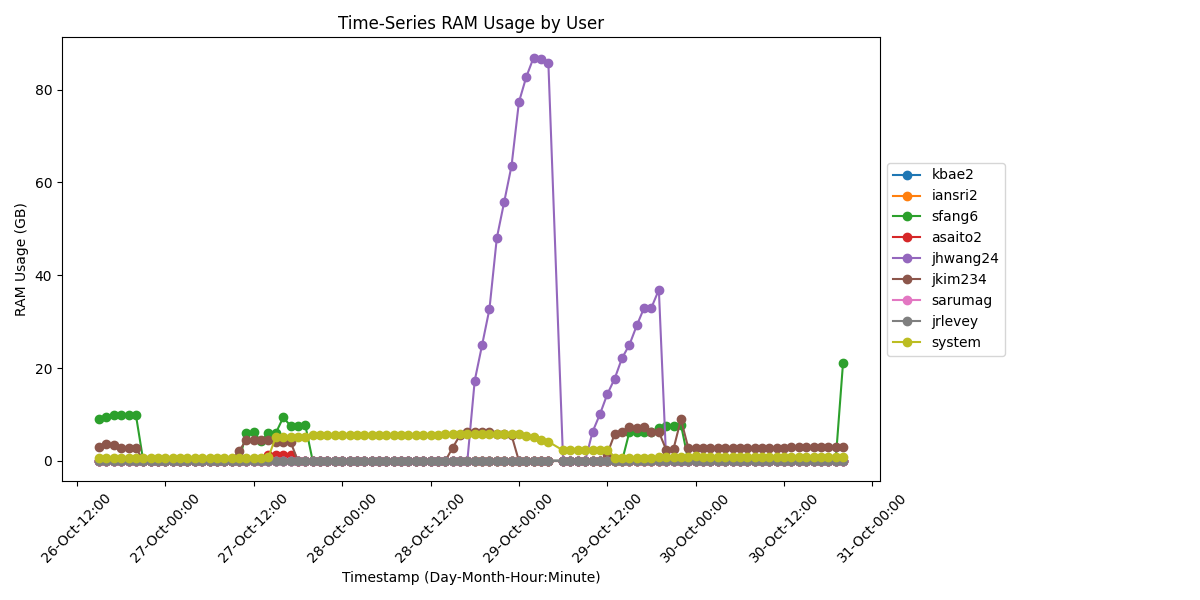 Time-Series RAM Usage by User
RAM Usage (GB)
80
60
40
20
0
26-Oct-12:00
27-Oct-00:00
27-Oct-12:00
28-Oct-00:00
28-Oct-12:00
29-Oct-00:00
29-Oct-12:00
30-Oct-00:00
30-Oct-12:00
31-Oct-00:00
Timestamp (Day-Month-Hour:Minute)
kbae2
iansri2
sfang6
asaito2
jhwang24
jkim234
sarumag
jrlevey
system